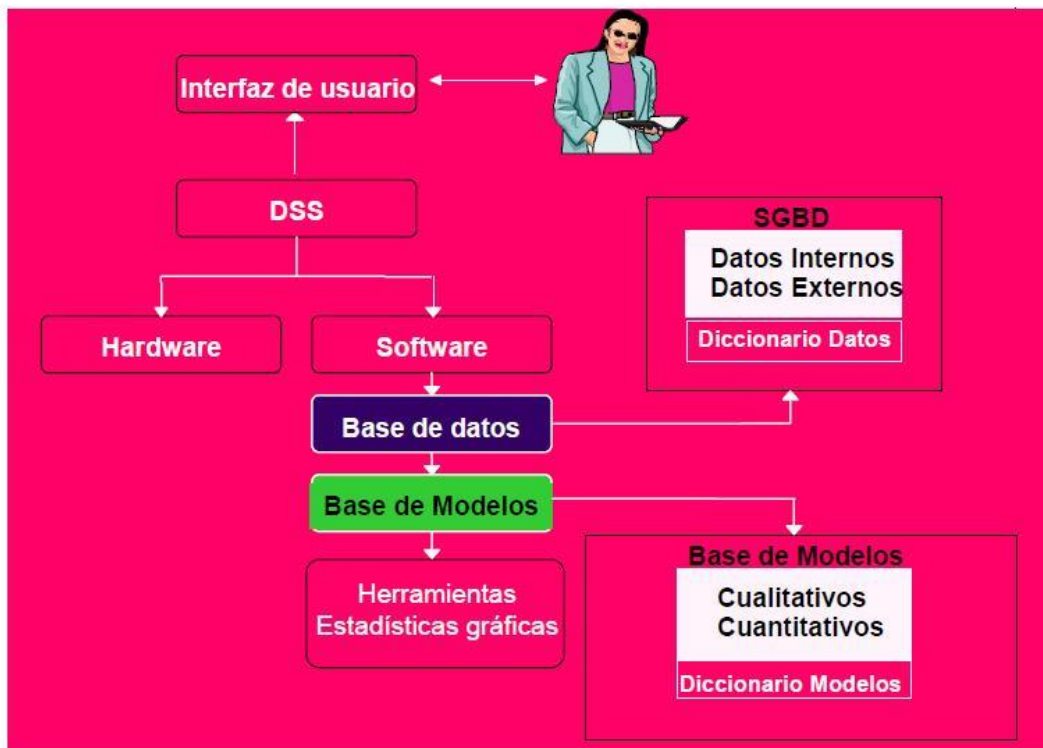 Interfaz de usuario
DSS
Hardware
Software
Base de datos
Base de Modelos
Herramientas
Estadísticas gráficas
SGBD
Datos Internos
Datos Externos
Diccionario Datos
Base de Modelos
Cualitativos
Cuantitativos
Diccionario Modelos